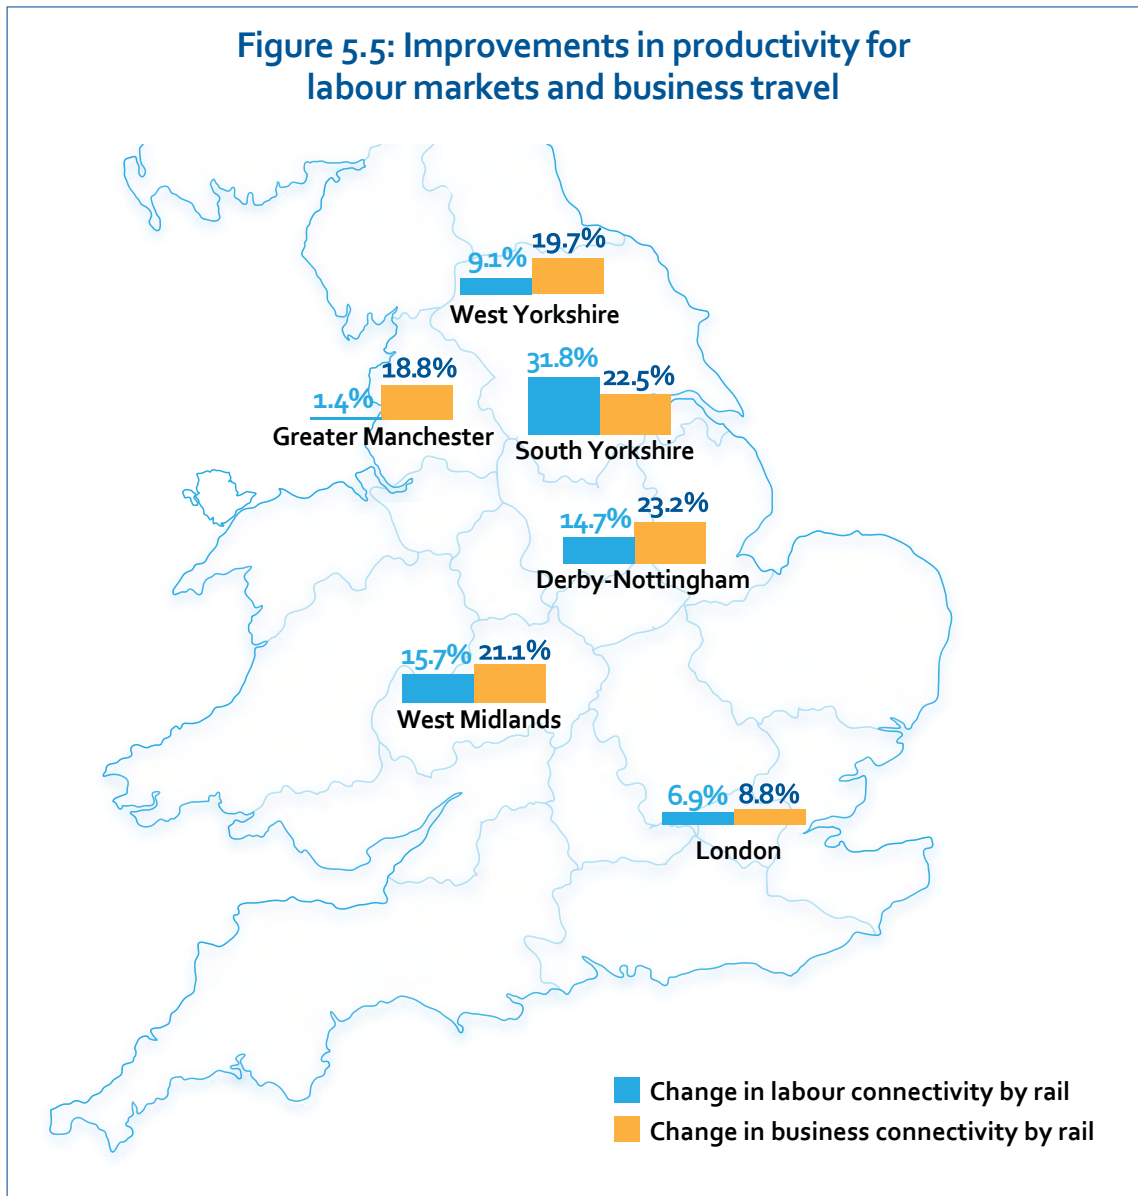 Figure 5.5: Improvements in productivity for
labour markets and business travel
9.1% 19.7%
West Yorkshire
1.4% 18.8%
Greater Manchester
31.8% 22.5%
South Yorkshire
14.7% 23.2%
Derby-Nottingham
15.7% 21.1%
West Midlands
6.9% 8.8%
London
Change in labour connectivity by rail
Change in business connectivity by rail